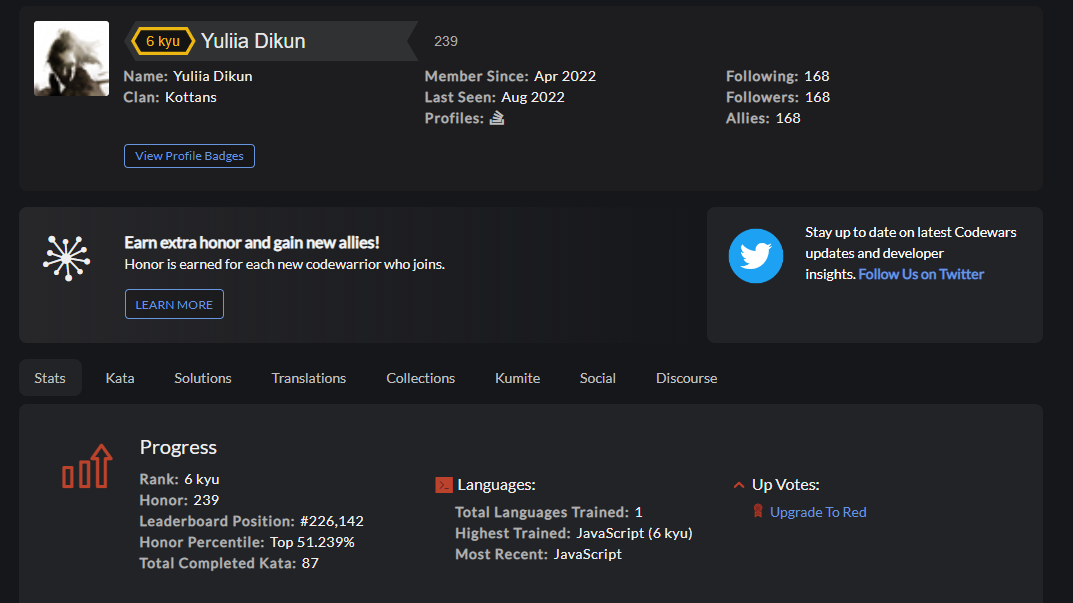 6 kyu Yuliia Dikun 239
Name: Yuliia Dikun
Clan: Kottans
Member Since: Apr 2022
Last Seen: Aug 2022
Profiles:
Following: 168
Followers: 168
Allies: 168
View Profile Badges
Earn extra honor and gain new allies!
Honor is earned for each new codewarrior who joins.
LEARN MORE
Stay up to date on latest Codewars
updates and developer
insights. Follow Us on Twitter
Stats Kata Solutions Translations Collections Kumite Social Discourse
Progress
Rank: 6 kyu
Honor: 239
Leaderboard Position: #226,142
Honor Percentile: Top 51.239%
Total Completed Kata: 87
Languages:
Total Languages Trained: 1
Highest Trained: JavaScript (6 kyu)
Most Recent: JavaScript
Up Votes:
Upgrade To Red